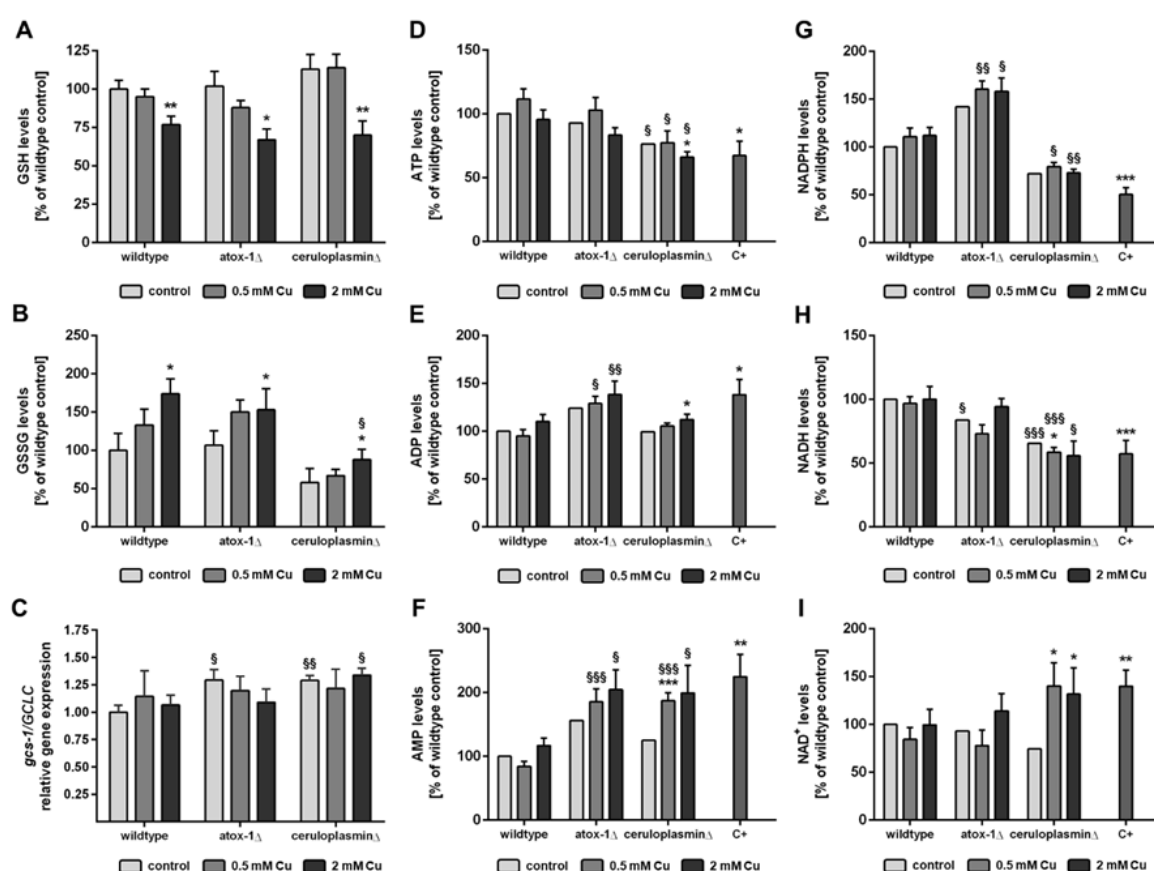 A
GSH levels
[% of wildtype control]
125
100
75
50
25
0
**
*
**
wildtype
atox-1Δ
ceruloplasminΔ
control
0.5 mM Cu
2 mM Cu
B
GSSG levels
[% of wildtype control]
250
200
150
100
50
0
*
*
§
*
wildtype
atox-1Δ
ceruloplasminΔ
control
0.5 mM Cu
2 mM Cu
C
gcs-1/GCLC
relative gene expression
1.75
1.50
1.25
1.00
0.75
0.50
0.25
§
§§
§
wildtype
atox-1Δ
ceruloplasminΔ
control
0.5 mM Cu
2 mM Cu
D
ATP levels
[% of wildtype control]
150
100
50
0
§
§
§
*
*
wildtype
atox-1Δ
ceruloplasminΔ
C+
control
0.5 mM Cu
2 mM Cu
E
ADP levels
[% of wildtype control]
200
150
100
50
0
§
§§
*
*
wildtype
atox-1Δ
ceruloplasminΔ
C+
control
0.5 mM Cu
2 mM Cu
F
AMP levels
[% of wildtype control]
300
200
100
0
§§§
§
§§§
***
§
**
wildtype
atox-1Δ
ceruloplasminΔ
C+
control
0.5 mM Cu
2 mM Cu
G
NADPH levels
[% of wildtype control]
200
150
100
50
0
§§
§
§
§§
***
wildtype
atox-1Δ
ceruloplasminΔ
C+
control
0.5 mM Cu
2 mM Cu
H
NADH levels
[% of wildtype control]
150
100
50
0
§
§§§
§§§
*
§
***
wildtype
atox-1Δ
ceruloplasminΔ
C+
control
0.5 mM Cu
2 mM Cu
I
NAD⁺ levels
[% of wildtype control]
200
150
100
50
0
*
*
**
wildtype
atox-1Δ
ceruloplasminΔ
C+
control
0.5 mM Cu
2 mM Cu